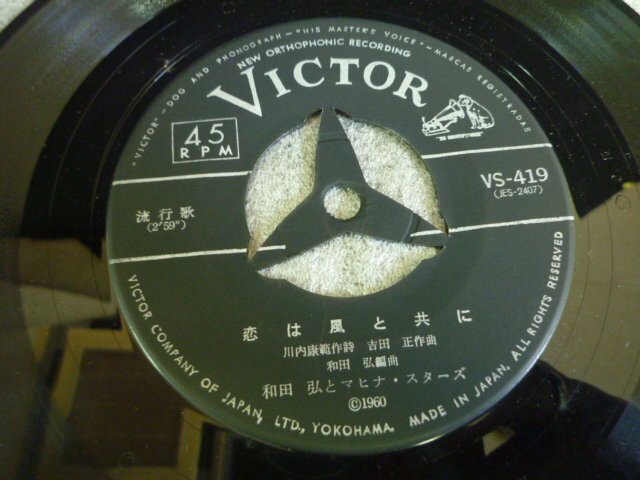 "VICTOR" — DOG AND PHONOGRAPH — "HIS MASTER'S VOICE" — MARCAS REGISTRADAS
NEW ORTHOPHONIC RECORDING
VICTOR
45
RPM
"HIS MASTER'S VOICE"
VS-419
(JES-2407)
流行歌
(2'59")
恋は風と共に
川内康範作詩 吉田 正作曲
和田 弘編曲
和田 弘とマヒナ・スターズ
©1960
VICTOR COMPANY OF JAPAN, LTD., YOKOHAMA. MADE IN JAPAN, ALL RIGHTS RESERVED